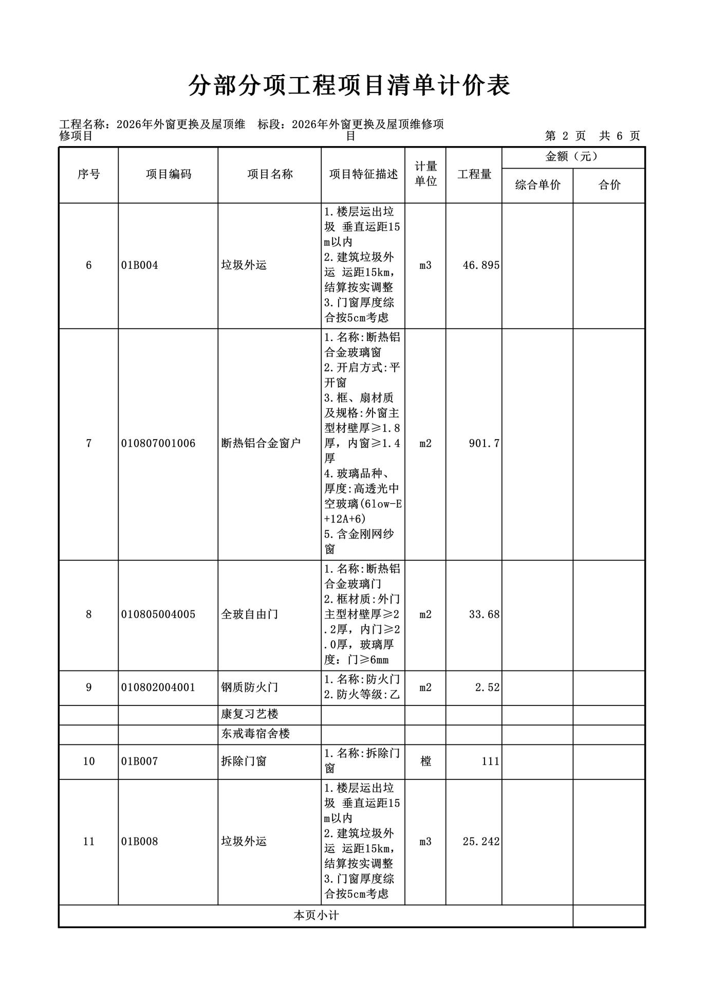 分部分项工程项目清单计价表
工程名称：2026年外窗更换及屋顶维修项目 标段：2026年外窗更换及屋顶维修项目 第 2 页 共 6 页
序号 项目编码 项目名称 项目特征描述 计量单位 工程量 金额（元）
综合单价 合价
6 01B004 垃圾外运
1.楼层运出垃
圾 垂直运距15
m以内
2.建筑垃圾外
运 运距15km，
结算按实调整
3.门窗厚度综
合按5cm考虑
m3 46.895
7 010807001006 断热铝合金窗户
1.名称:断热铝
合金玻璃窗
2.开启方式:平
开窗
3.框、扇材质
及规格:外窗主
型材壁厚≥1.8
厚，内窗≥1.4
厚
4.玻璃品种、
厚度:高透光中
空玻璃(6low-E
+12A+6)
5.含金刚网纱
窗
m2 901.7
8 010805004005 全玻自由门
1.名称:断热铝
合金玻璃门
2.框材质:外门
主型材壁厚≥2
.2厚，内门≥2
.0厚，玻璃厚
度：门≥6mm
m2 33.68
9 010802004001 钢质防火门
1.名称:防火门
2.防火等级:乙
m2 2.52
康复习艺楼
东戒毒宿舍楼
10 01B007 拆除门窗
1.名称:拆除门
窗
樘 111
11 01B008 垃圾外运
1.楼层运出垃
圾 垂直运距15
m以内
2.建筑垃圾外
运 运距15km，
结算按实调整
3.门窗厚度综
合按5cm考虑
m3 25.242
本页小计